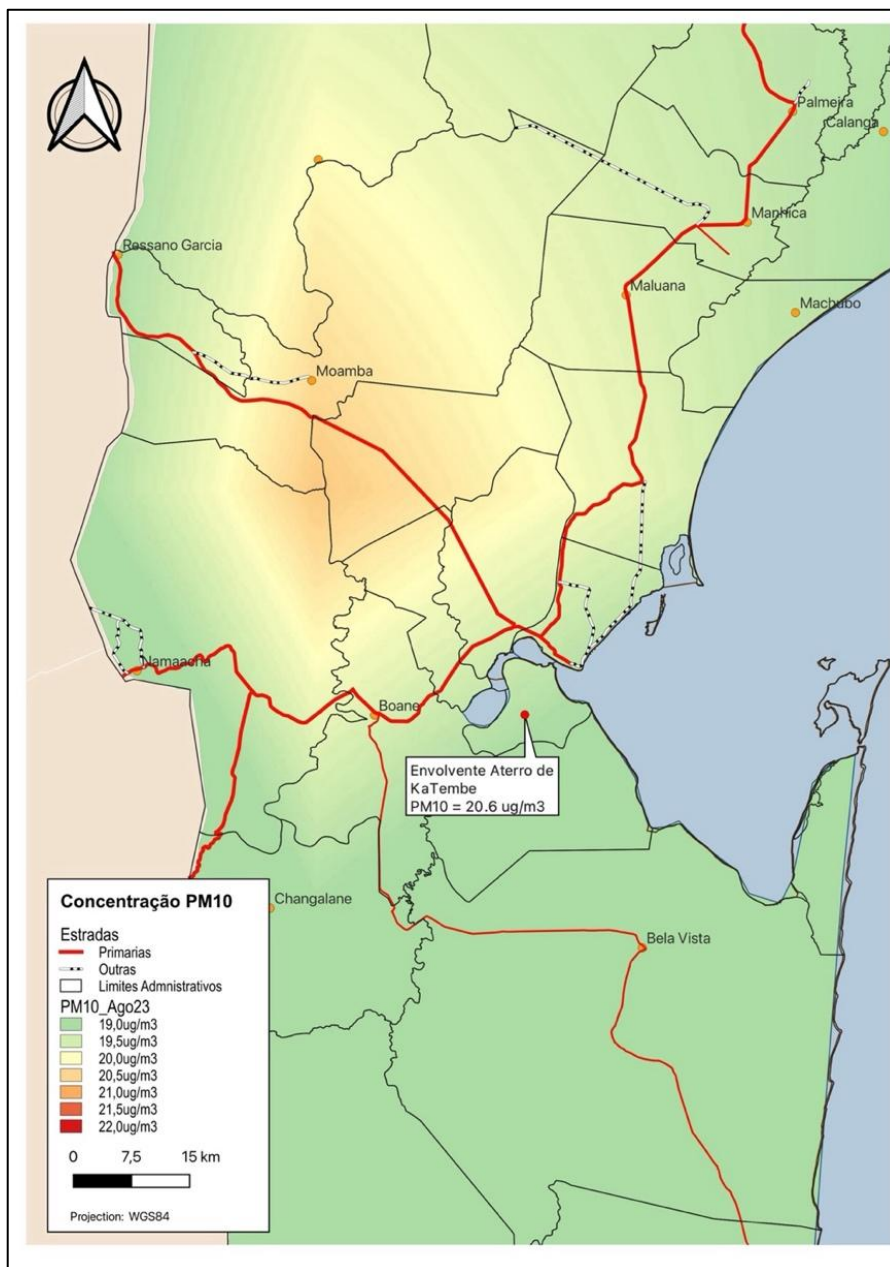 Palmeira
Calanga
Manhica
Ressano Garcia
Maluana
Machubo
Moamba
Namaacha
Boane
Envolvente Aterro de
KaTembe
PM10 = 20.6 ug/m3
Changalane
Bela Vista
Concentração PM10
Estradas
Primarias
Outras
Limites Admnistrativos
PM10_Ago23
19,0ug/m3
19,5ug/m3
20,0ug/m3
20,5ug/m3
21,0ug/m3
21,5ug/m3
22,0ug/m3
0 7,5 15 km
Projection: WGS84